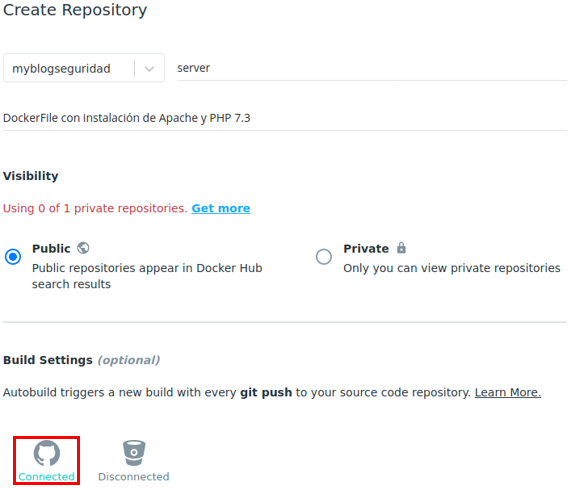 Create Repository
myblogseguridad
server
DockerFile con instalación de Apache y PHP 7.3
Visibility
Using 0 of 1 private repositories. Get more
Public
Public repositories appear in Docker Hub
search results
Private
Only you can view private repositories
Build Settings (optional)
Autobuild triggers a new build with every git push to your source code repository. Learn More.
Connected
Disconnected